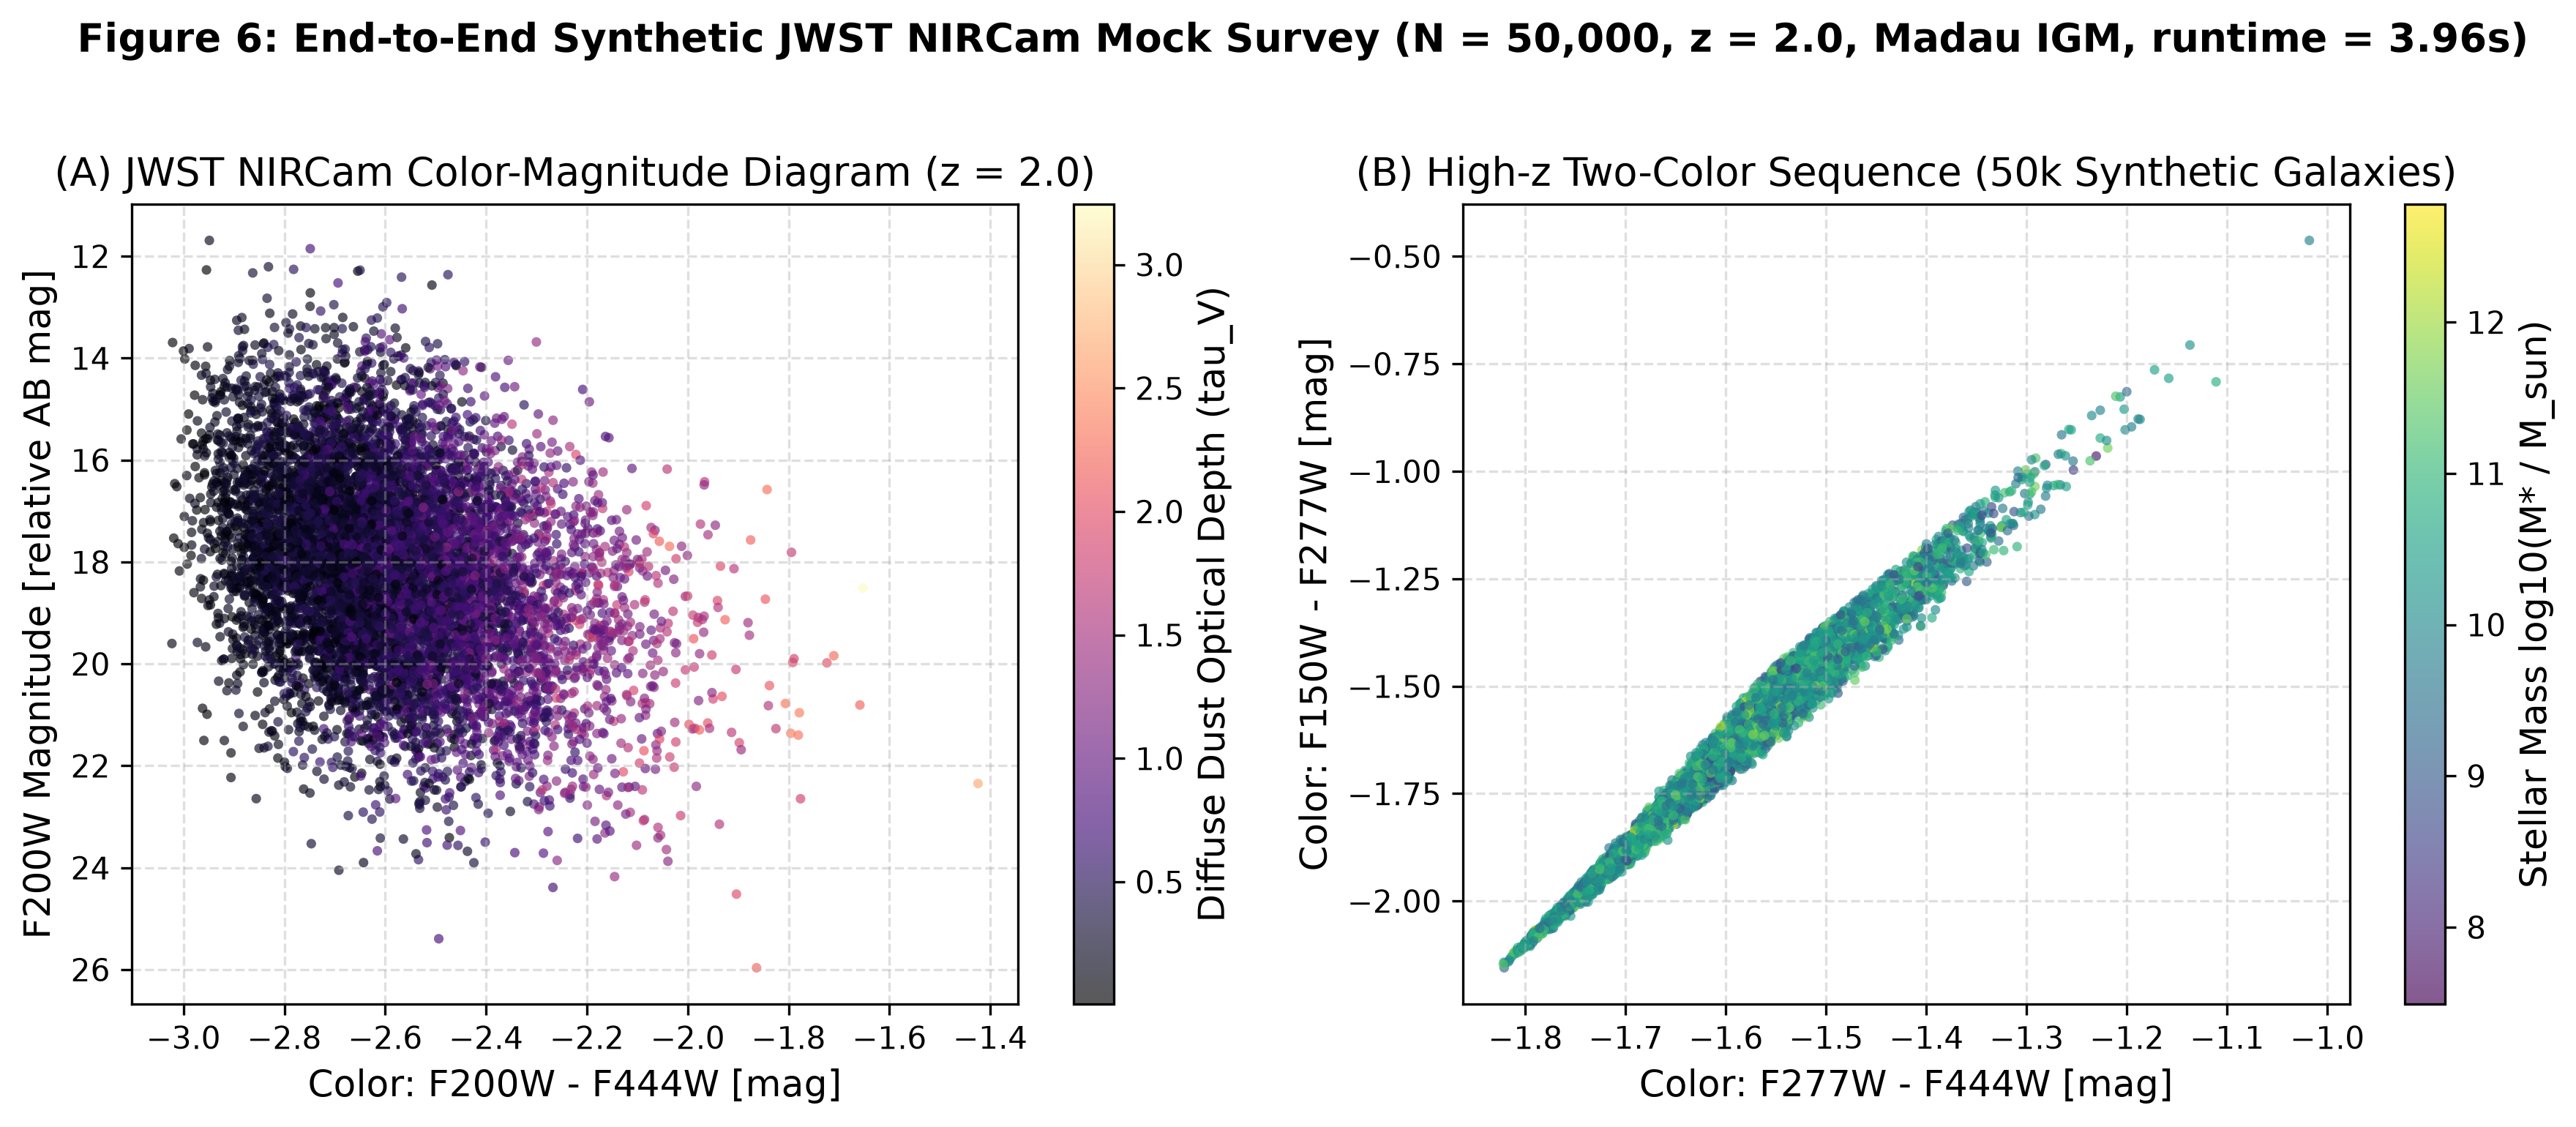 Figure 6: End-to-End Synthetic JWST NIRCam Mock Survey (N = 50,000, z = 2.0, Madau IGM, runtime = 3.96s)
(A) JWST NIRCam Color-Magnitude Diagram (z = 2.0)
F200W Magnitude [relative AB mag]
12
14
16
18
20
22
24
26
−3.0 −2.8 −2.6 −2.4 −2.2 −2.0 −1.8 −1.6 −1.4
Color: F200W - F444W [mag]
3.0
2.5
2.0
1.5
1.0
0.5
Diffuse Dust Optical Depth (tau_V)
(B) High-z Two-Color Sequence (50k Synthetic Galaxies)
Color: F150W - F277W [mag]
−0.50
−0.75
−1.00
−1.25
−1.50
−1.75
−2.00
−1.8 −1.7 −1.6 −1.5 −1.4 −1.3 −1.2 −1.1 −1.0
Color: F277W - F444W [mag]
12
11
10
9
8
Stellar Mass log10(M* / M_sun)